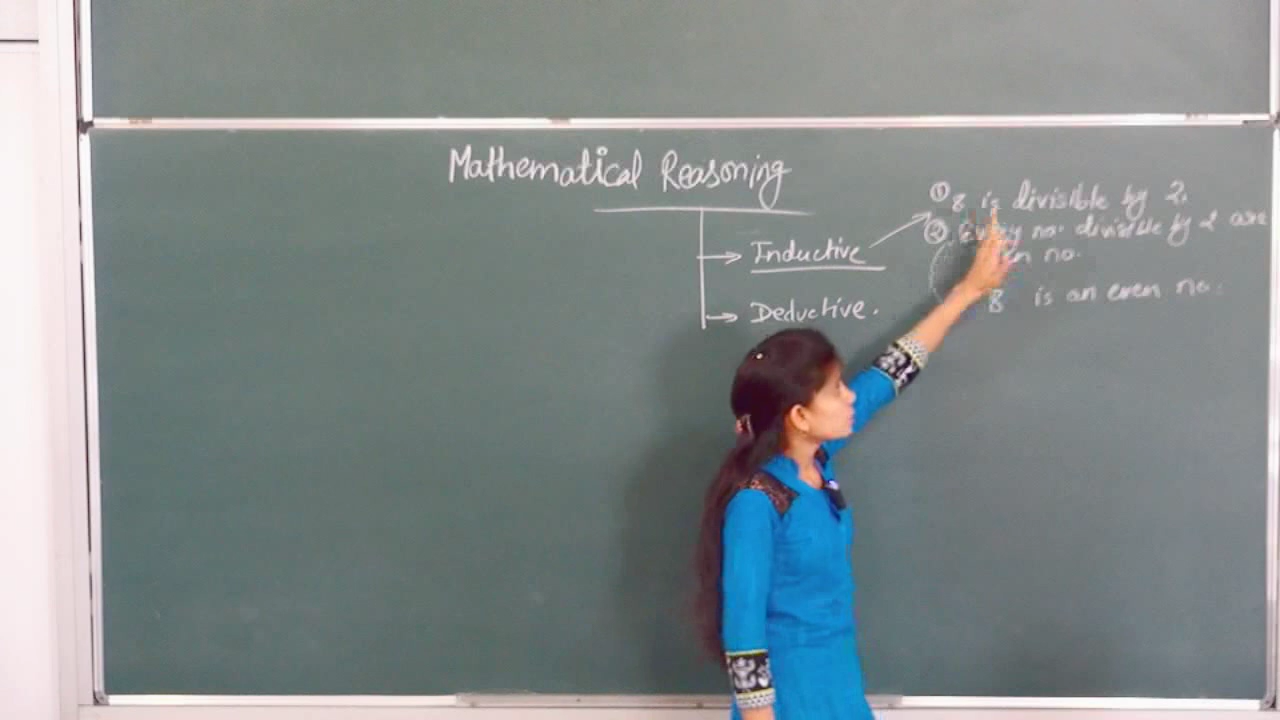 Mathematical Reasoning
Inductive
Deductive.
① 8 is divisible by 2.
② Every no. divisible by 2 are
no.
8 is an even no.